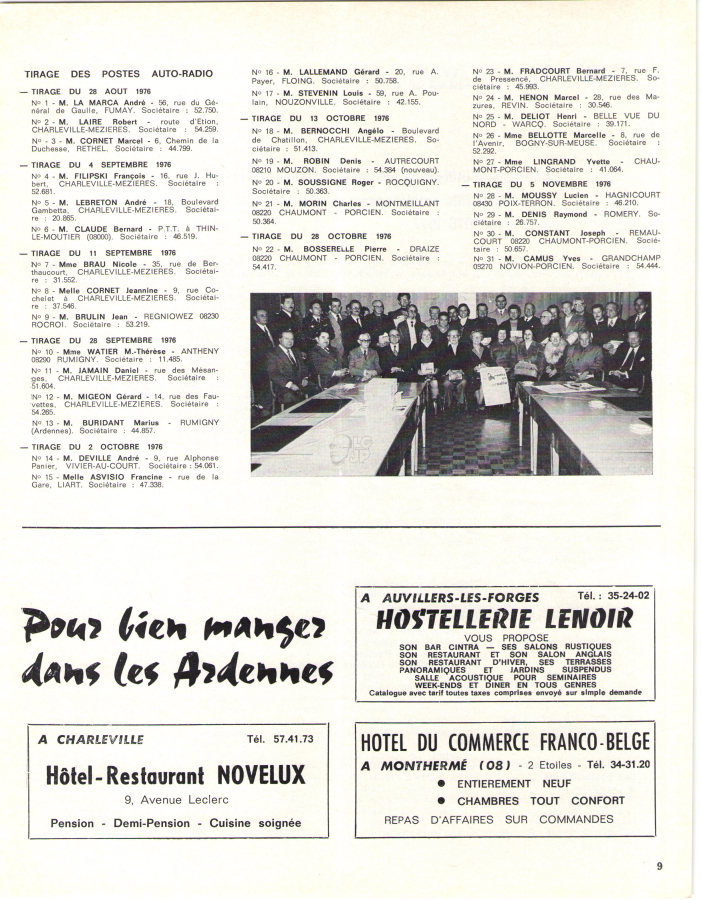 TIRAGE DES POSTES AUTO-RADIO
— TIRAGE DU 28 AOUT 1976
Nº 1 - M. LA MARCA André - 56, rue du Gé-
néral de Gaulle, FUMAY. Sociétaire : 52.750.
Nº 2 - M. LAIRE Robert - route d'Etion,
CHARLEVILLE-MEZIERES. Sociétaire : 54.259.
Nº - 3 - M. CORNET Marcel - 6, Chemin de la
Duchesse, RETHEL. Sociétaire : 44.799.
— TIRAGE DU 4 SEPTEMBRE 1976
Nº 4 - M. FILIPSKI François - 16, rue J. Hu-
bert, CHARLEVILLE-MEZIERES. Sociétaire :
52.681.
Nº 5 - M. LEBRETON André - 18, Boulevard
Gambetta, CHARLEVILLE-MEZIERES. Sociétai-
re : 20.865.
Nº 6 - M. CLAUDE Bernard - P.T.T. à THIN-
LE-MOUTIER (08000). Sociétaire : 46.519.
— TIRAGE DU 11 SEPTEMBRE 1976
Nº 7 - Mme BRAU Nicole - 35, rue de Ber-
thaucourt, CHARLEVILLE-MEZIERES. Sociétai-
re : 31.552.
Nº 8 - Melle CORNET Jeannine - 9, rue Co-
chelet à CHARLEVILLE-MEZIERES. Sociétai-
re : 37.546.
Nº 9 - M. BRULIN Jean - REGNIOWEZ 08230
ROCROI. Sociétaire : 53.219.
— TIRAGE DU 28 SEPTEMBRE 1976
Nº 10 - Mme WATIER M.-Thérèse - ANTHENY
08290 RUMIGNY. Sociétaire : 11.485.
Nº 11 - M. JAMAIN Daniel - rue des Mésan-
ges, CHARLEVILLE-MEZIERES. Sociétaire :
51.604.
Nº 12 - M. MIGEON Gérard - 14, rue des Fau-
vettes, CHARLEVILLE-MEZIERES. Sociétaire :
54.265.
Nº 13 - M. BURIDANT Marius - RUMIGNY
(Ardennes). Sociétaire : 44.857.
— TIRAGE DU 2 OCTOBRE 1976
Nº 14 - M. DEVILLE André - 9, rue Alphonse
Panier, VIVIER-AU-COURT. Sociétaire : 54.061.
Nº 15 - Melle ASVISIO Francine - rue de la
Gare, LIART. Sociétaire : 47.338.
Nº 16 - M. LALLEMAND Gérard - 20, rue A.
Payer, FLOING. Sociétaire : 50.758.
Nº 17 - M. STEVENIN Louis - 59, rue A. Pou-
lain, NOUZONVILLE. Sociétaire : 42.155.
— TIRAGE DU 13 OCTOBRE 1976
Nº 18 - M. BERNOCCHI Angélo - Boulevard
de Chatillon, CHARLEVILLE-MEZIERES. So-
ciétaire : 51.413.
Nº 19 - M. ROBIN Denis - AUTRECOURT
08210 MOUZON. Sociétaire : 54.384 (nouveau).
Nº 20 - M. SOUSSIGNE Roger - ROCQUIGNY.
Sociétaire : 50.363.
Nº 21 - M. MORIN Charles - MONTMEILLANT
08220 CHAUMONT - PORCIEN. Sociétaire :
50.364.
— TIRAGE DU 28 OCTOBRE 1976
Nº 22 - M. BOSSERELLE Pierre - DRAIZE
08220 CHAUMONT - PORCIEN. Sociétaire :
54.417.
Nº 23 - M. FRADCOURT Bernard - 7, rue F.
de Pressencé, CHARLEVILLE-MEZIERES. So-
ciétaire : 45.993.
Nº 24 - M. HENON Marcel - 28, rue des Ma-
zures, REVIN. Sociétaire : 30.546.
Nº 25 - M. DELIOT Henri - BELLE VUE DU
NORD - WARCQ. Sociétaire : 39.171.
Nº 26 - Mme BELLOTTE Marcelle - 8, rue de
l'Avenir, BOGNY-SUR-MEUSE. Sociétaire :
52.292.
Nº 27 - Mme LINGRAND Yvette - CHAU-
MONT-PORCIEN. Sociétaire : 41.064.
— TIRAGE DU 5 NOVEMBRE 1976
Nº 28 - M. MOUSSY Lucien - HAGNICOURT
08430 POIX-TERRON. Sociétaire : 46.210.
Nº 29 - M. DENIS Raymond - ROMERY. So-
ciétaire : 26.757.
Nº 30 - M. CONSTANT Joseph - REMAU-
COURT 08220 CHAUMONT-PORCIEN. Socié-
taire : 50.657.
Nº 31 - M. CAMUS Yves - GRANDCHAMP
08270 NOVION-PORCIEN. Sociétaire : 54.444.
Pour bien manger
dans les Ardennes
A AUVILLERS-LES-FORGES Tél. : 35-24-02
HOSTELLERIE LENOIR
VOUS PROPOSE
SON BAR CINTRA — SES SALONS RUSTIQUES
SON RESTAURANT ET SON SALON ANGLAIS
SON RESTAURANT D'HIVER, SES TERRASSES
PANORAMIQUES ET JARDINS SUSPENDUS
SALLE ACOUSTIQUE POUR SEMINAIRES
WEEK-ENDS ET DINER EN TOUS GENRES
Catalogue avec tarif toutes taxes comprises envoyé sur simple demande
A CHARLEVILLE Tél. 57.41.73
Hôtel-Restaurant NOVELUX
9, Avenue Leclerc
Pension - Demi-Pension - Cuisine soignée
HOTEL DU COMMERCE FRANCO-BELGE
A MONTHERMÉ (08) - 2 Etoiles - Tél. 34-31.20
● ENTIEREMENT NEUF
● CHAMBRES TOUT CONFORT
REPAS D'AFFAIRES SUR COMMANDES
9